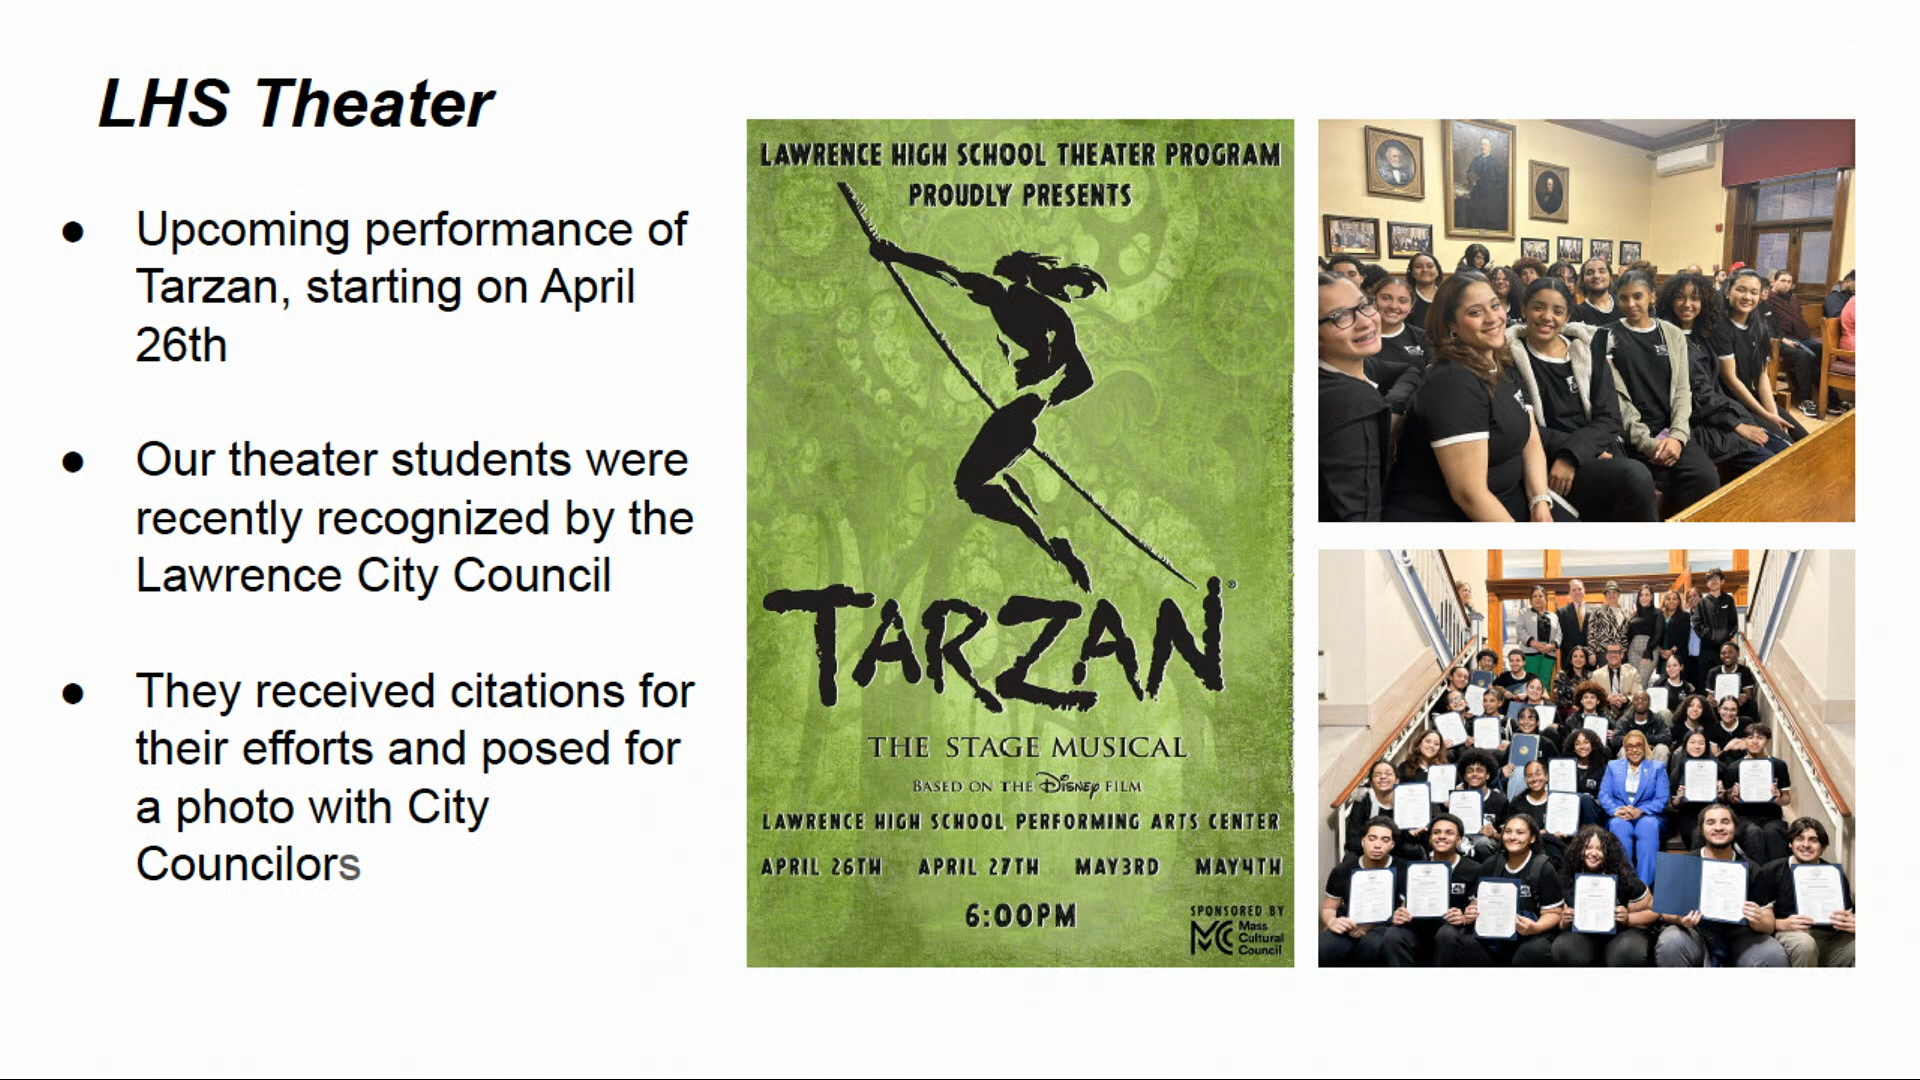 LHS Theater
● Upcoming performance of
Tarzan, starting on April
26th
● Our theater students were
recently recognized by the
Lawrence City Council
● They received citations for
their efforts and posed for
a photo with City
Councilors
LAWRENCE HIGH SCHOOL THEATER PROGRAM
PROUDLY PRESENTS
TARZAN®
THE STAGE MUSICAL
BASED ON THE Disney FILM
LAWRENCE HIGH SCHOOL PERFORMING ARTS CENTER
APRIL 26TH APRIL 27TH MAY3RD MAY4TH
6:00PM
SPONSORED BY
MCC Mass
Cultural
Council